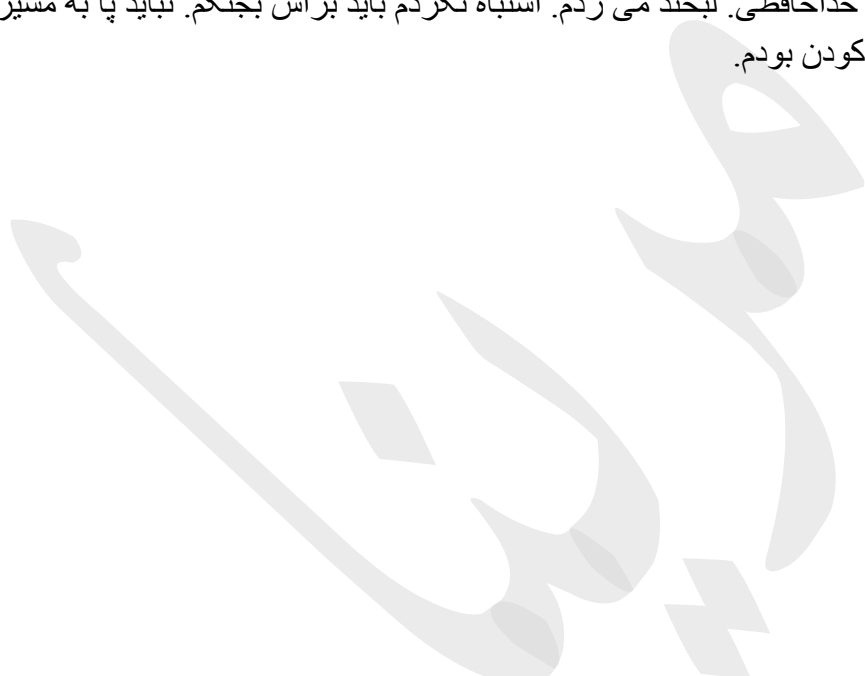 خداحافظی. لبخند می زدم. اشتباه نکردم باید براش بجنگم. نباید پا به مسیر
کودن بودم.